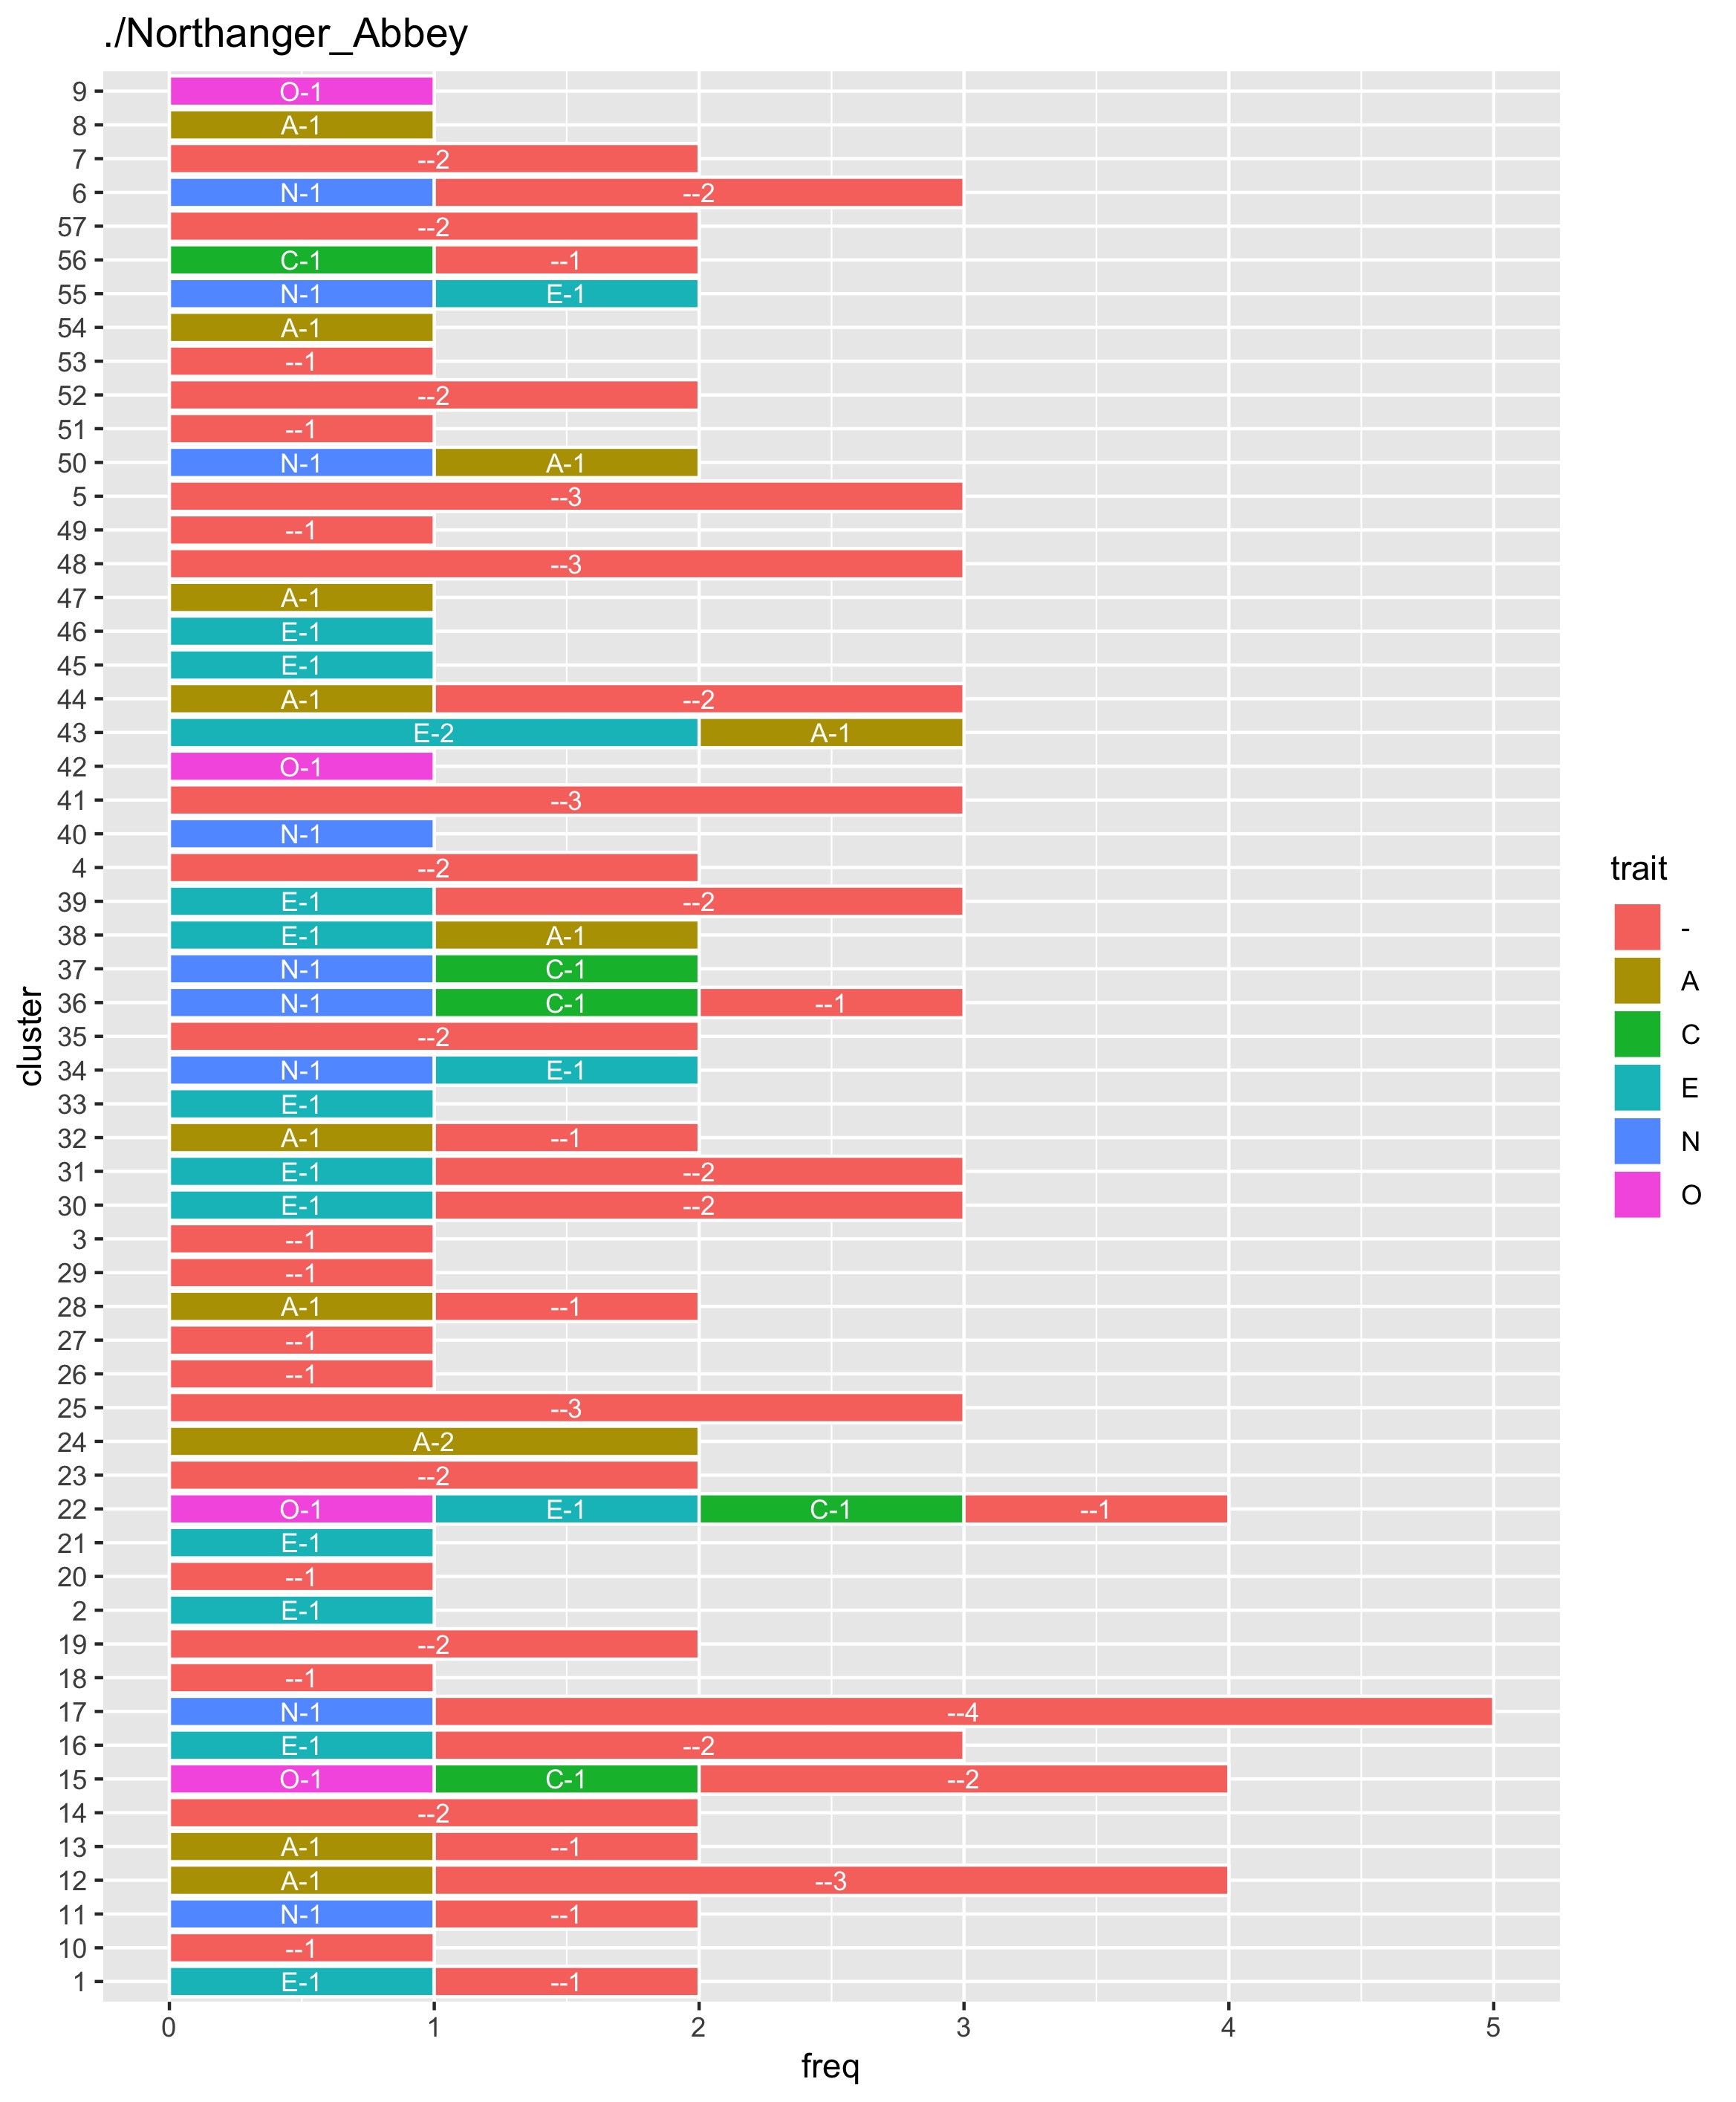 ./Northanger_Abbey
9 O-1
8 A-1
7 --2
6 N-1 --2
57 --2
56 C-1 --1
55 N-1 E-1
54 A-1
53 --1
52 --2
51 --1
50 N-1 A-1
5 --3
49 --1
48 --3
47 A-1
46 E-1
45 E-1
44 A-1 --2
43 E-2 A-1
42 O-1
41 --3
40 N-1
4 --2
39 E-1 --2
38 E-1 A-1
37 N-1 C-1
36 N-1 C-1 --1
35 --2
34 N-1 E-1
33 E-1
32 A-1 --1
31 E-1 --2
30 E-1 --2
3 --1
29 --1
28 A-1 --1
27 --1
26 --1
25 --3
24 A-2
23 --2
22 O-1 E-1 C-1 --1
21 E-1
20 --1
2 E-1
19 --2
18 --1
17 N-1 --4
16 E-1 --2
15 O-1 C-1 --2
14 --2
13 A-1 --1
12 A-1 --3
11 N-1 --1
10 --1
1 E-1 --1
0 1 2 3 4 5
freq
cluster
trait
-
A
C
E
N
O